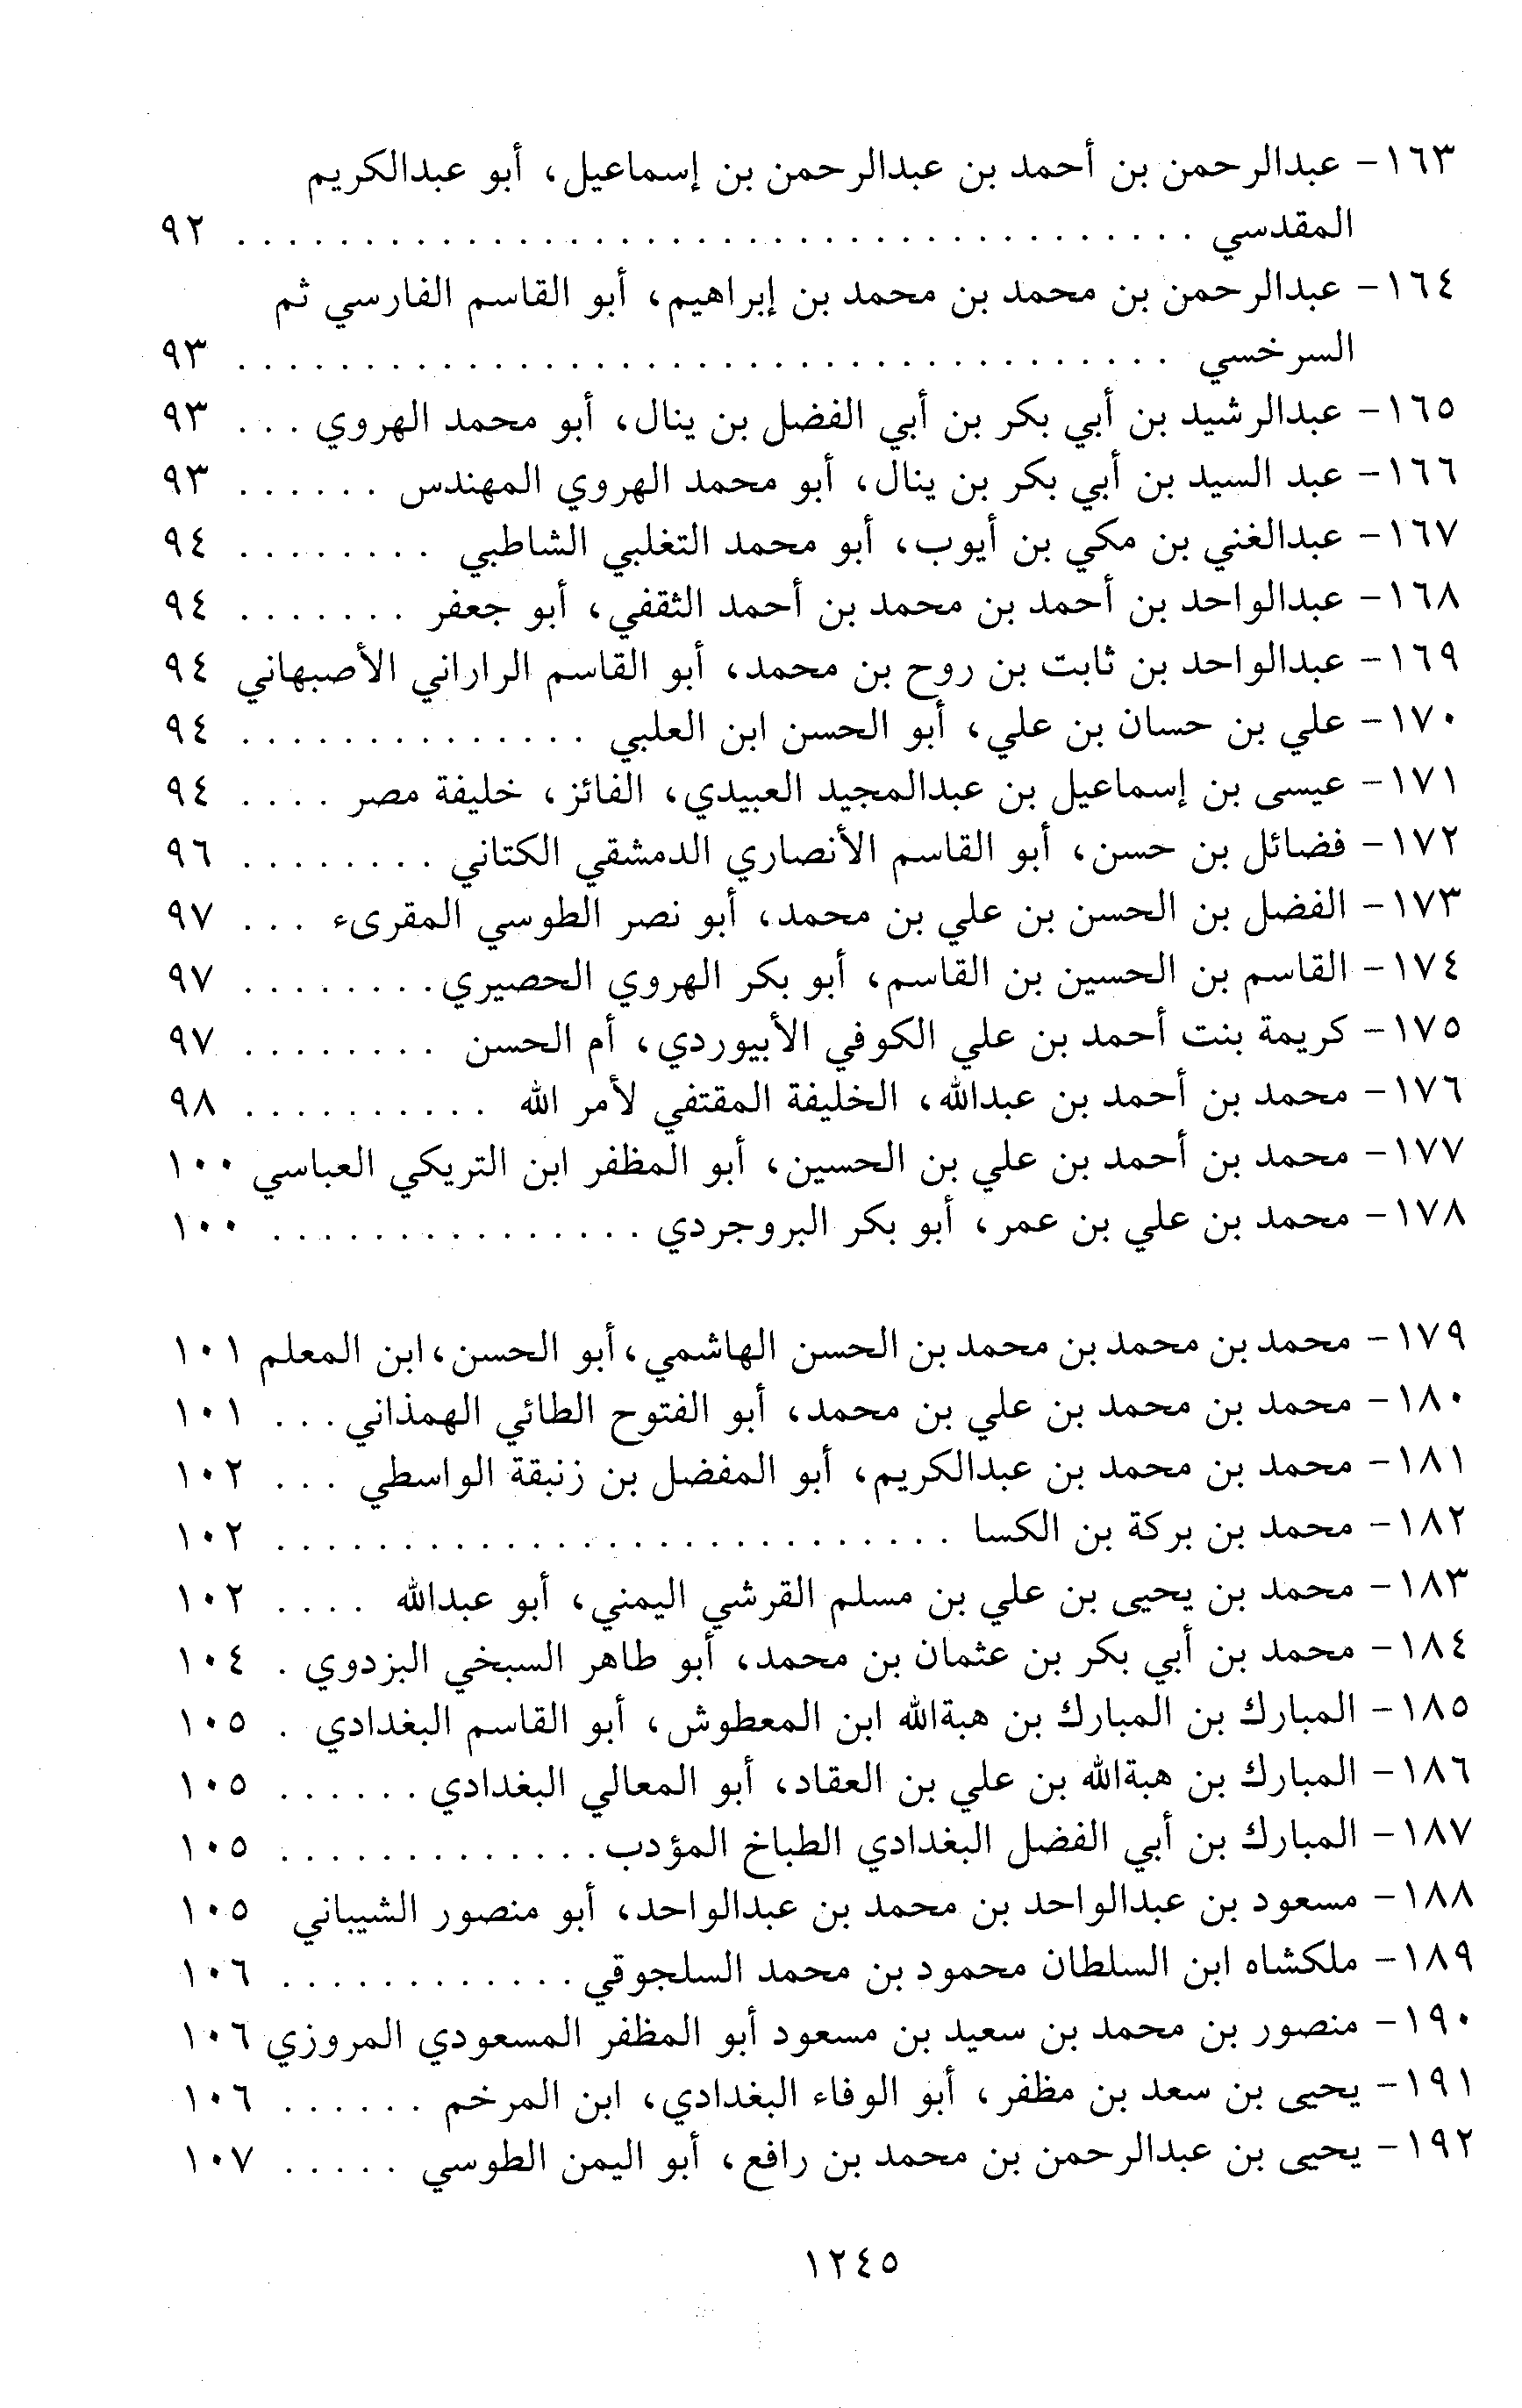 ١٦٣- عبدالرحمن بن أحمد بن عبدالرحمن بن إسماعيل، أبو عبدالكريم
المقدسي . . . . . . . . . . . . . . . . . . . . . . . . . . . . . . . . . . . . . . ٩٢
١٦٤- عبدالرحمن بن محمد بن محمد بن إبراهيم، أبو القاسم الفارسي ثم
السرخسي . . . . . . . . . . . . . . . . . . . . . . . . . . . . . . . . . . . . . ٩٣
١٦٥- عبدالرشيد بن أبي بكر بن أبي الفضل بن ينال، أبو محمد الهروي . . . ٩٣
١٦٦- عبد السيد بن أبي بكر بن ينال، أبو محمد الهروي المهندس . . . . . . ٩٣
١٦٧- عبدالغني بن مكي بن أيوب، أبو محمد التغلبي الشاطبي . . . . . . . . ٩٤
١٦٨- عبدالواحد بن أحمد بن محمد بن أحمد الثقفي، أبو جعفر . . . . . . . ٩٤
١٦٩- عبدالواحد بن ثابت بن روح بن محمد، أبو القاسم الراراني الأصبهاني ٩٤
١٧٠- علي بن حسان بن علي، أبو الحسن ابن العلبي . . . . . . . . . . . . . . ٩٤
١٧١- عيسى بن إسماعيل بن عبدالمجيد العبيدي، الفائز، خليفة مصر . . . . ٩٤
١٧٢- فضائل بن حسن، أبو القاسم الأنصاري الدمشقي الكتاني . . . . . . . . ٩٦
١٧٣- الفضل بن الحسن بن علي بن محمد، أبو نصر الطوسي المقرىء . . . ٩٧
١٧٤- القاسم بن الحسين بن القاسم، أبو بكر الهروي الحصيري. . . . . . . . ٩٧
١٧٥- كريمة بنت أحمد بن علي الكوفي الأبيوردي، أم الحسن . . . . . . . . ٩٧
١٧٦- محمد بن أحمد بن عبدالله، الخليفة المقتفي لأمر الله . . . . . . . . . . ٩٨
١٧٧- محمد بن أحمد بن علي بن الحسين، أبو المظفر ابن التريكي العباسي ١٠٠
١٧٨- محمد بن علي بن عمر، أبو بكر البروجردي . . . . . . . . . . . . . . . ١٠٠
١٧٩- محمد بن محمد بن محمد بن الحسن الهاشمي، أبو الحسن، ابن المعلم ١٠١
١٨٠- محمد بن محمد بن علي بن محمد، أبو الفتوح الطائي الهمذاني. . . ١٠١
١٨١- محمد بن محمد بن عبدالكريم، أبو المفضل بن زنبقة الواسطي . . . ١٠٢
١٨٢- محمد بن بركة بن الكسا . . . . . . . . . . . . . . . . . . . . . . . . . . . ١٠٢
١٨٣- محمد بن يحيى بن علي بن مسلم القرشي اليمني، أبو عبدالله . . . . ١٠٢
١٨٤- محمد بن أبي بكر بن عثمان بن محمد، أبو طاهر السبخي البزدوي . ١٠٤
١٨٥- المبارك بن المبارك بن هبةالله ابن المعطوش، أبو القاسم البغدادي . ١٠٥
١٨٦- المبارك بن هبةالله بن علي بن العقاد، أبو المعالي البغدادي . . . . . . ١٠٥
١٨٧- المبارك بن أبي الفضل البغدادي الطباخ المؤدب. . . . . . . . . . . . . ١٠٥
١٨٨- مسعود بن عبدالواحد بن محمد بن عبدالواحد، أبو منصور الشيباني ١٠٥
١٨٩- ملكشاه ابن السلطان محمود بن محمد السلجوقي . . . . . . . . . . . . ١٠٦
١٩٠- منصور بن محمد بن سعيد بن مسعود أبو المظفر المسعودي المروزي ١٠٦
١٩١- يحيى بن سعد بن مظفر، أبو الوفاء البغدادي، ابن المرخم . . . . . . ١٠٦
١٩٢- يحيى بن عبدالرحمن بن محمد بن رافع، أبو اليمن الطوسي . . . . . ١٠٧
١٢٤٥